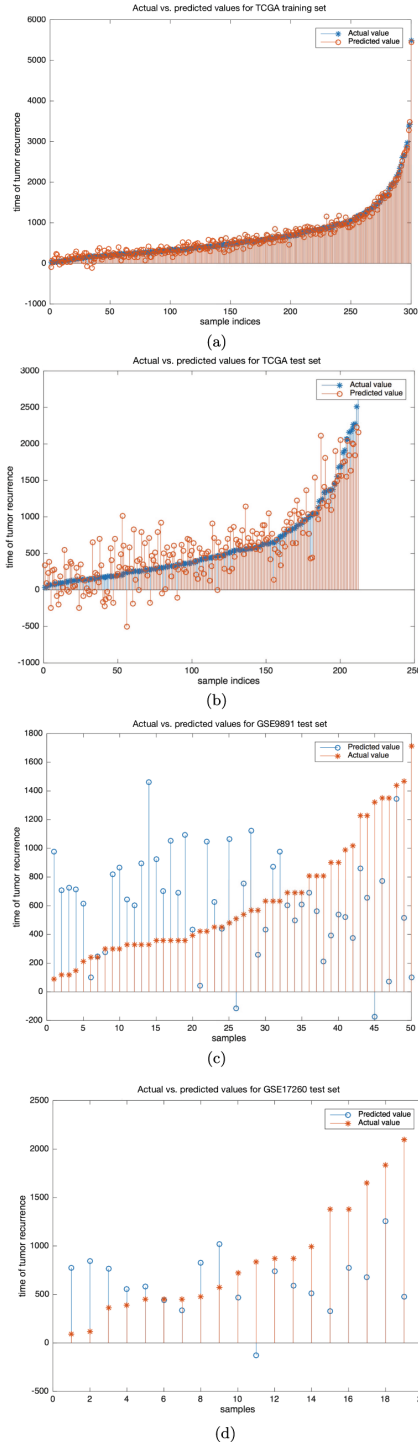 Actual vs. predicted values for TCGA training set
6000
5000
4000
3000
2000
1000
0
-1000
time of tumor recurrence
Actual value
Predicted value
0 50 100 150 200 250 300
sample indices
(a)
Actual vs. predicted values for TCGA test set
3000
2500
2000
1500
1000
500
0
-500
-1000
time of tumor recurrence
Actual value
Predicted value
0 50 100 150 200 250
sample indices
(b)
Actual vs. predicted values for GSE9891 test set
1800
1600
1400
1200
1000
800
600
400
200
0
-200
time of tumor recurrence
Predicted value
Actual value
0 5 10 15 20 25 30 35 40 45 50
samples
(c)
Actual vs. predicted values for GSE17260 test set
2500
2000
1500
1000
500
0
-500
time of tumor recurrence
Predicted value
Actual value
0 2 4 6 8 10 12 14 16 18
samples
(d)